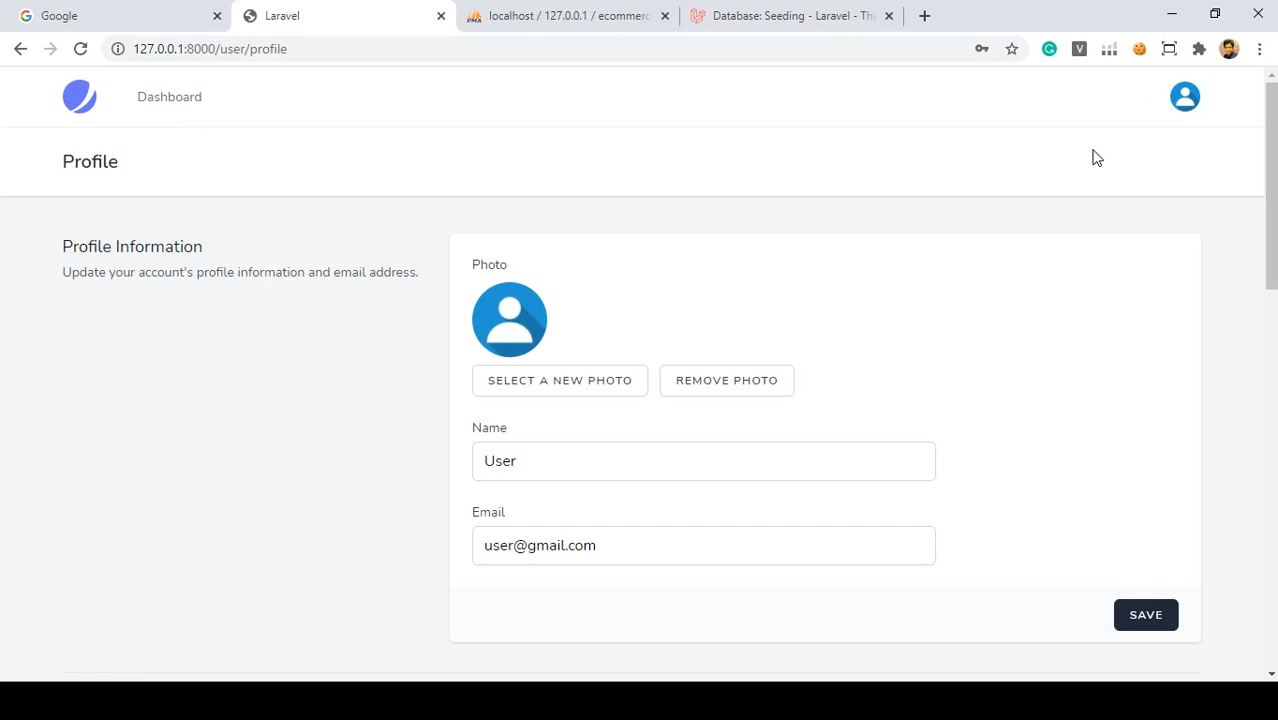 Google
Laravel
localhost / 127.0.0.1 / ecommerc
Database: Seeding - Laravel - The
127.0.0.1:8000/user/profile
V
Dashboard
Profile
Profile Information
Update your account's profile information and email address.
Photo
SELECT A NEW PHOTO
REMOVE PHOTO
Name
User
Email
user@gmail.com
SAVE